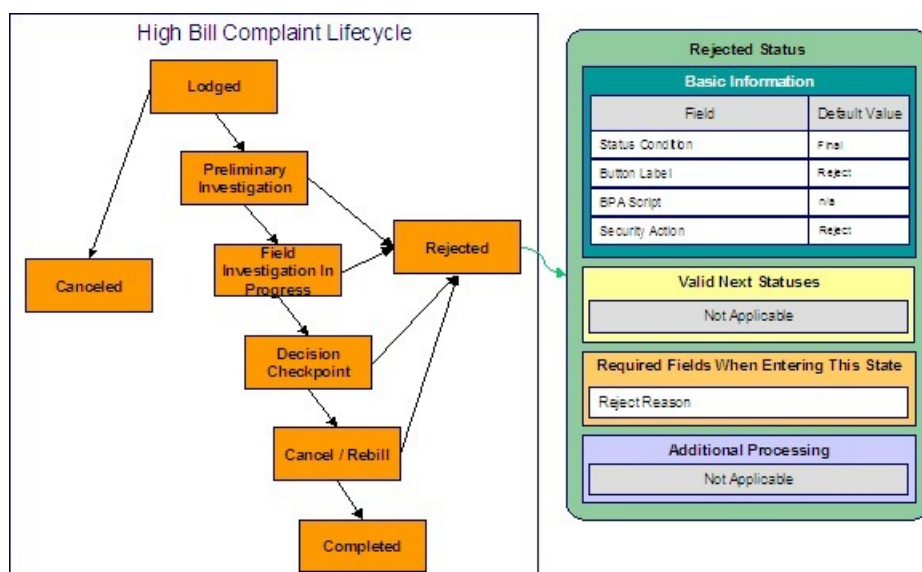 High Bill Complaint Lifecycle
Lodged
Preliminary
Investigation
Field
Investigation In
Progress
Rejected
Canceled
Decision
Checkpoint
Cancel / Rebill
Completed
Rejected Status
Basic Information
Field Default Value
Status Condition Final
Button Label Reject
BPA Script n/a
Security Action Reject
Valid Next Statuses
Not Applicable
Required Fields When Entering This State
Reject Reason
Additional Processing
Not Applicable